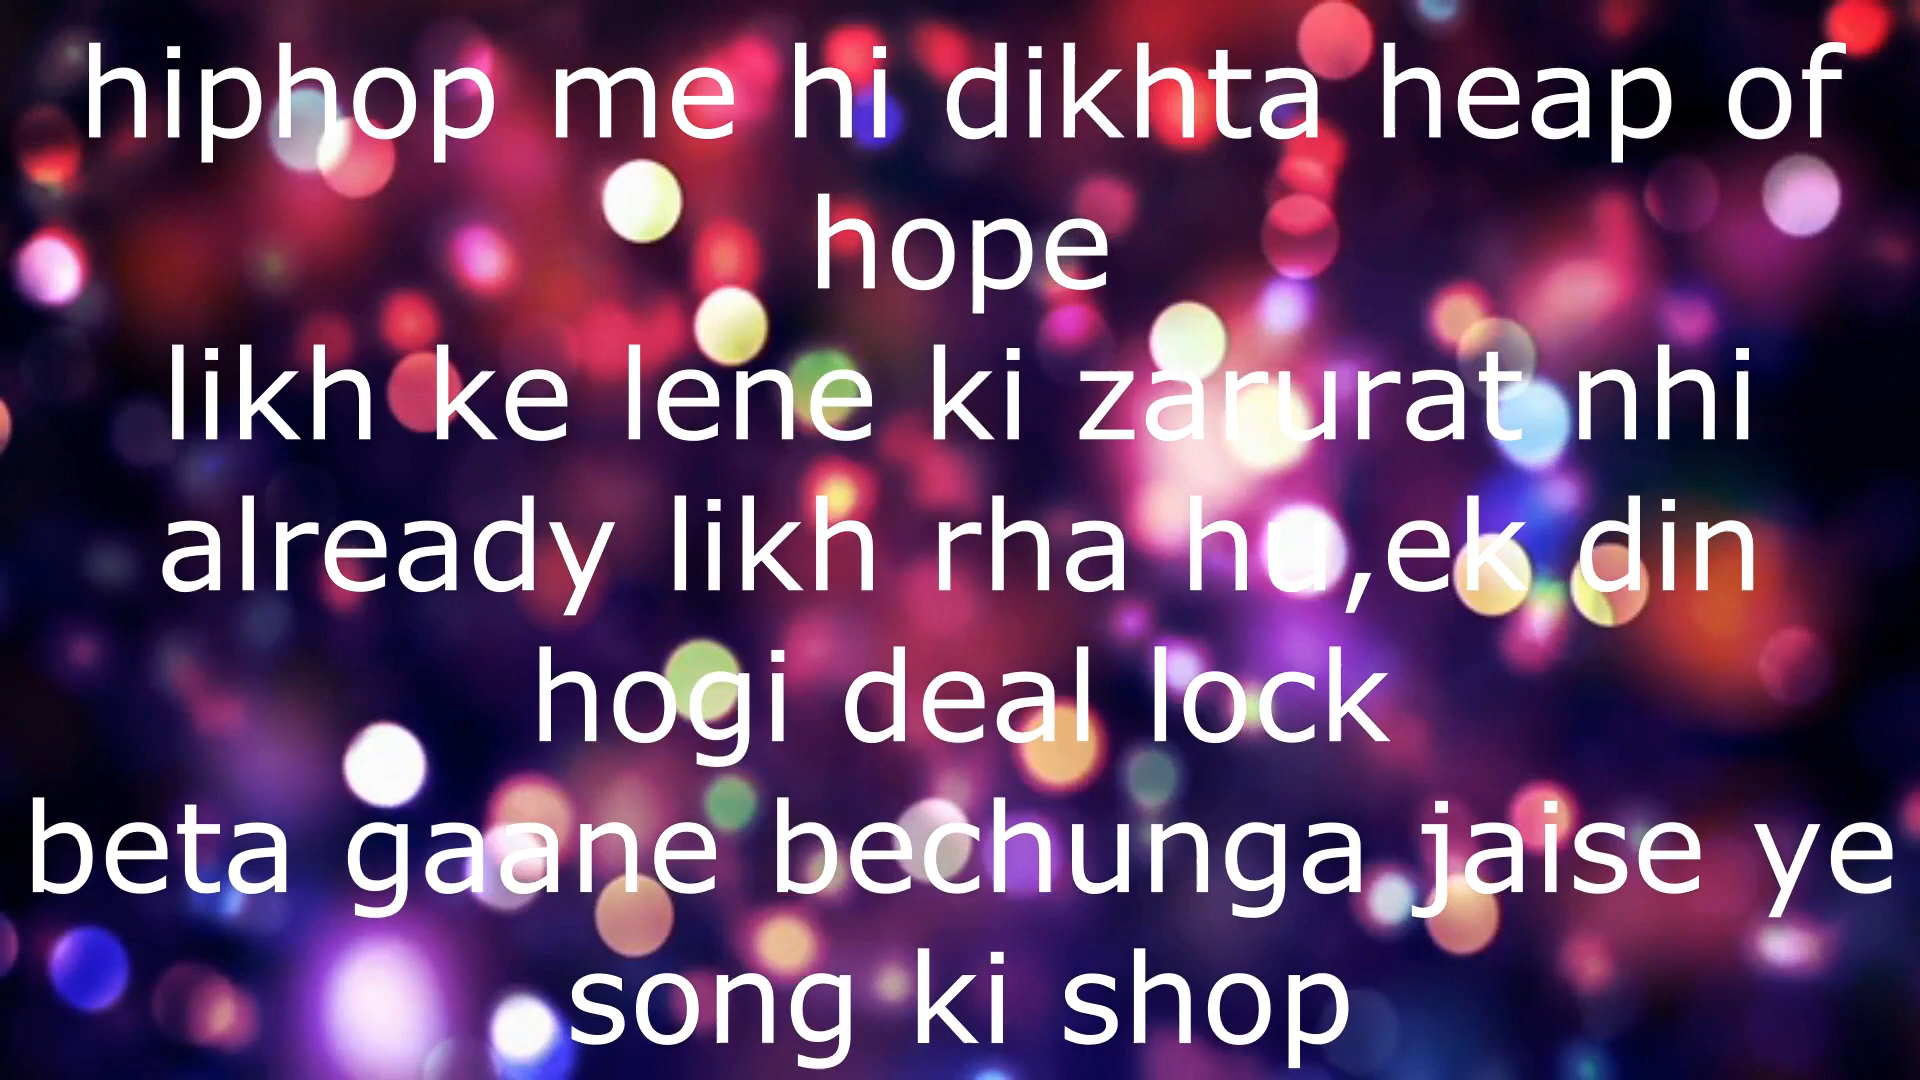 hiphop me hi dikhta heap of
hope
likh ke lene ki zarurat nhi
already likh rha hu,ek din
hogi deal lock
beta gaane bechunga jaise ye
song ki shop